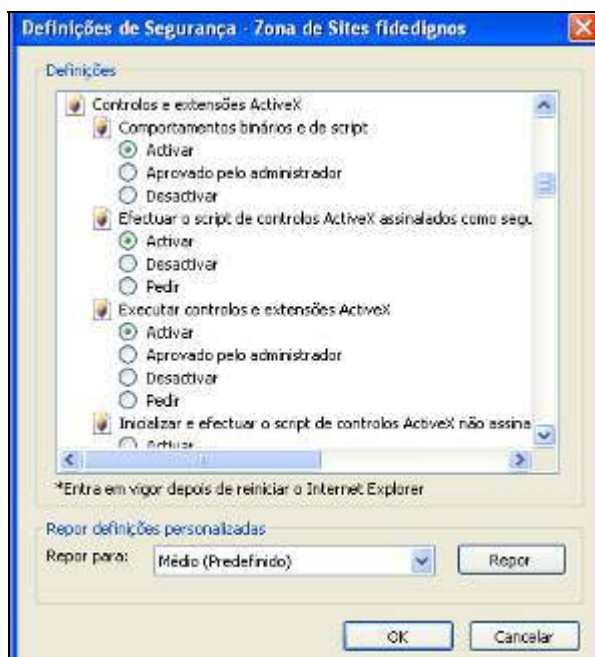 Definições de Segurança - Zona de Sites fidedignos
Definições
Controlos e extensões ActiveX
Comportamentos binários e de script
Activar
Aprovado pelo administrador
Desactivar
Efectuar o script de controlos ActiveX assinalados como segu
Activar
Desactivar
Pedir
Executar controlos e extensões ActiveX
Activar
Aprovado pelo administrador
Desactivar
Pedir
Inicializar e efectuar o script de controlos ActiveX não assina
Activar
*Entra em vigor depois de reiniciar o Internet Explorer
Repor definições personalizadas
Repor para: Médio (Predefinido) Repor
OK Cancelar